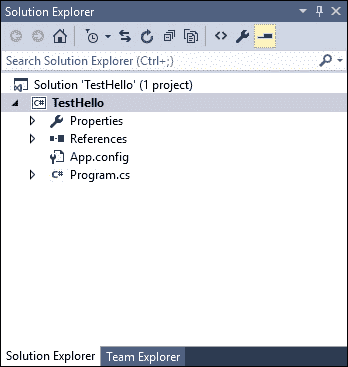 Solution Explorer
Search Solution Explorer (Ctrl+;)
Solution 'TestHello' (1 project)
C# TestHello
Properties
References
App.config
C# Program.cs
Solution Explorer Team Explorer